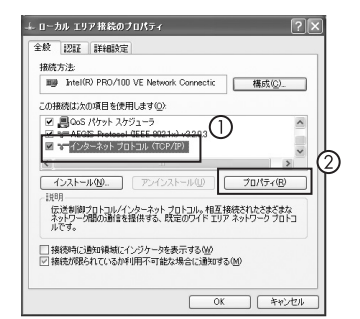 ローカル エリア接続のプロパティ
全般 認証 詳細設定
接続方法:
Intel(R) PRO/100 VE Network Connectic
構成(C)...
この接続は次の項目を使用します(O):
QoS パケット スケジューラ
AEGIS Protocol (IEEE 802.1x) v3.2.0.3
インターネット プロトコル (TCP/IP)
①
②
インストール(N)... アンインストール(U) プロパティ(R)
説明
伝送制御プロトコル/インターネット プロトコル。相互接続されたさまざまな
ネットワーク間の通信を提供する、既定のワイド エリア ネットワーク プロトコ
ルです。
接続時に通知領域にインジケータを表示する(W)
接続が限られているか利用不可能な場合に通知する(M)
OK キャンセル